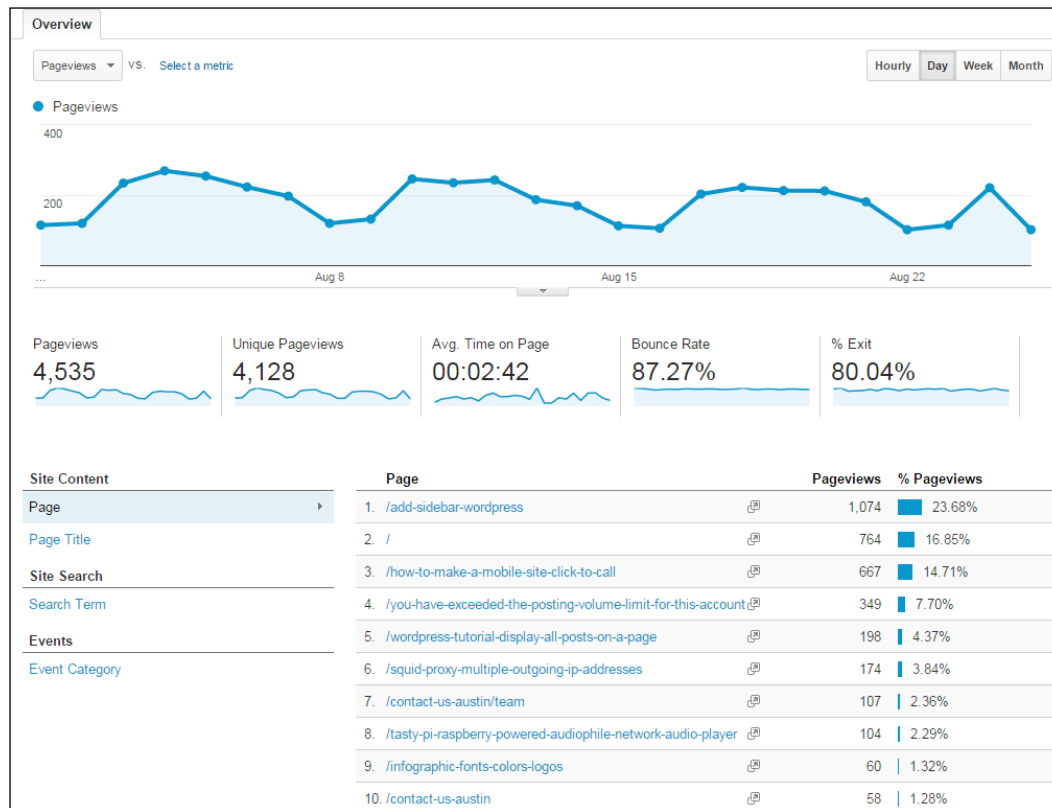 Overview
Pageviews VS. Select a metric
Hourly Day Week Month
Pageviews
400
200
... Aug 8 Aug 15 Aug 22
Pageviews Unique Pageviews Avg. Time on Page Bounce Rate % Exit
4,535 4,128 00:02:42 87.27% 80.04%
Site Content
Page
Page Title
Site Search
Search Term
Events
Event Category
Page Pageviews % Pageviews
1. /add-sidebar-wordpress 1,074 23.68%
2. / 764 16.85%
3. /how-to-make-a-mobile-site-click-to-call 667 14.71%
4. /you-have-exceeded-the-posting-volume-limit-for-this-account 349 7.70%
5. /wordpress-tutorial-display-all-posts-on-a-page 198 4.37%
6. /squid-proxy-multiple-outgoing-ip-addresses 174 3.84%
7. /contact-us-austin/team 107 2.36%
8. /tasty-pi-raspberry-powered-audiophile-network-audio-player 104 2.29%
9. /infographic-fonts-colors-logos 60 1.32%
10. /contact-us-austin 58 1.28%